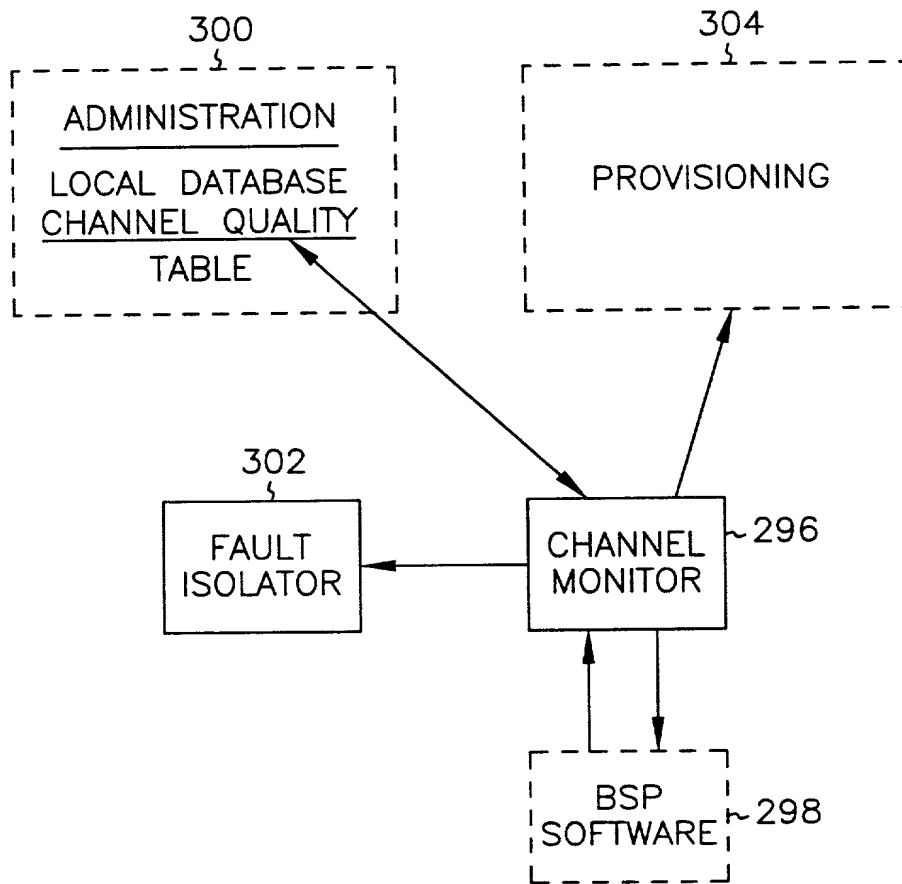 300
304
ADMINISTRATION
LOCAL DATABASE
CHANNEL QUALITY
TABLE
PROVISIONING
302
FAULT
ISOLATOR
CHANNEL
MONITOR
296
BSP
SOFTWARE
298